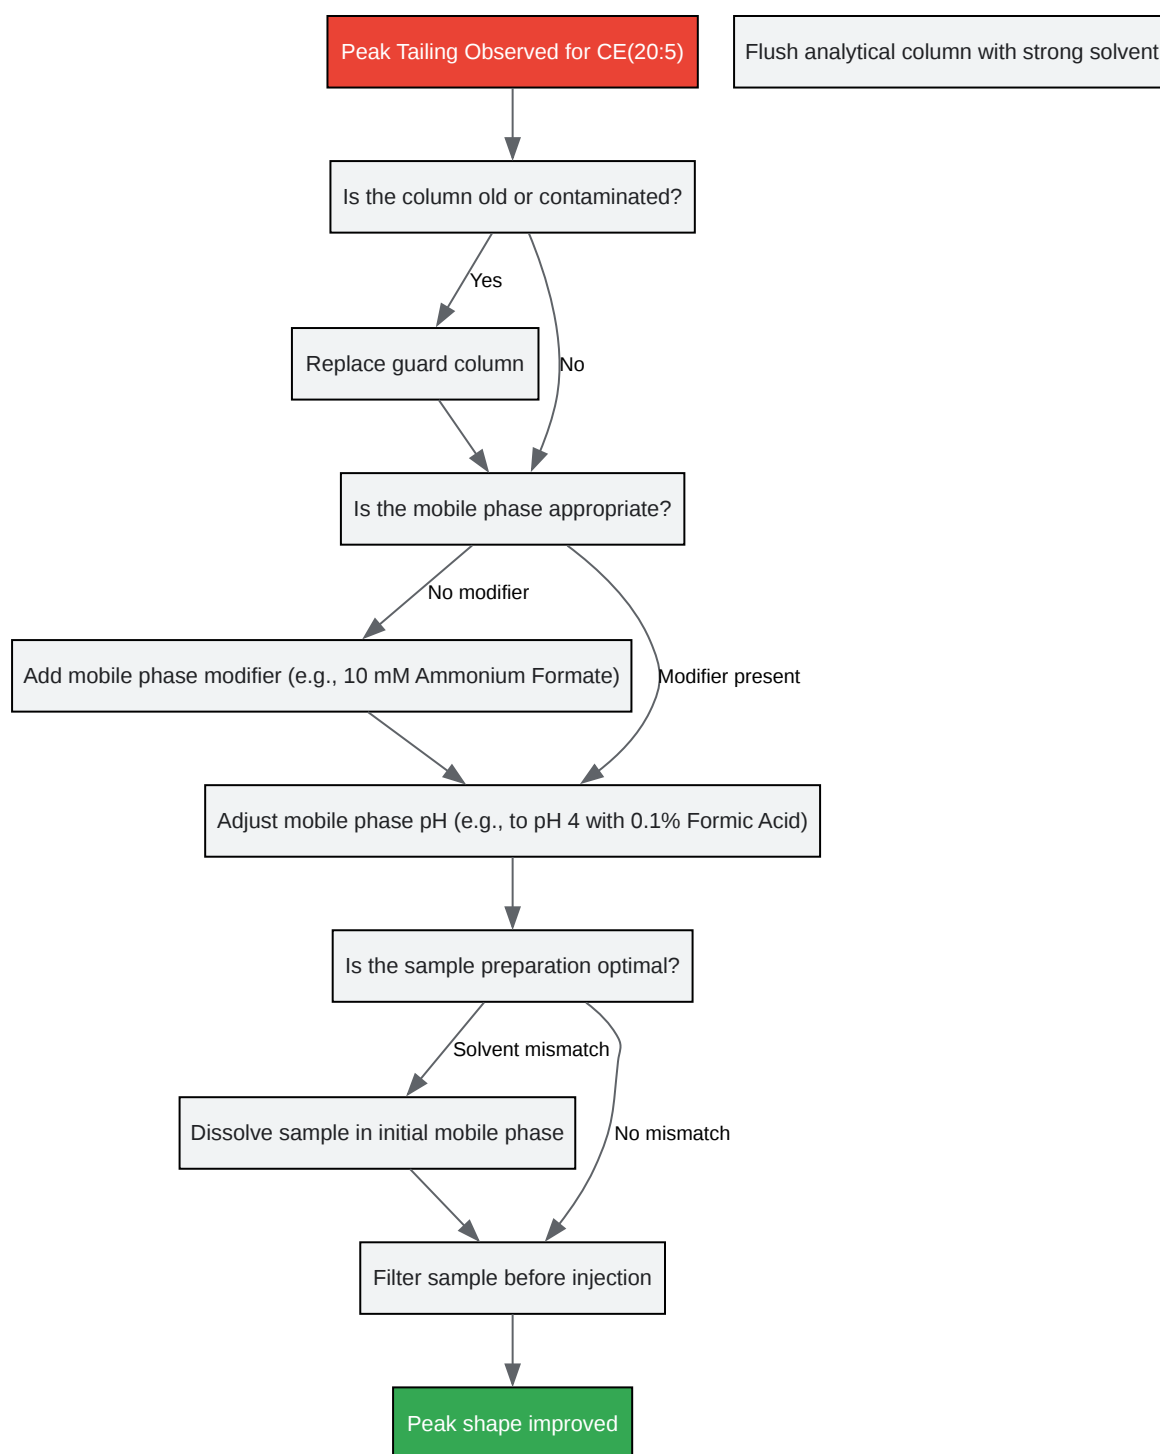 Peak Tailing Observed for CE(20:5)
Flush analytical column with strong solvent
Is the column old or contaminated?
Yes
Replace guard column
No
Is the mobile phase appropriate?
No modifier
Add mobile phase modifier (e.g., 10 mM Ammonium Formate)
Modifier present
Adjust mobile phase pH (e.g., to pH 4 with 0.1% Formic Acid)
Is the sample preparation optimal?
Solvent mismatch
Dissolve sample in initial mobile phase
No mismatch
Filter sample before injection
Peak shape improved